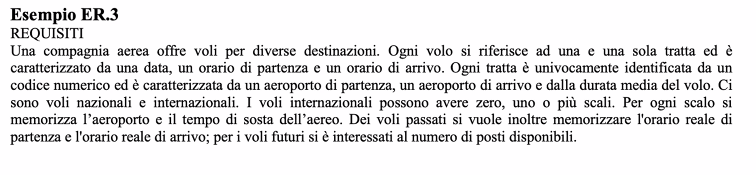 Esempio ER.3
REQUISITI
Una compagnia aerea offre voli per diverse destinazioni. Ogni volo si riferisce ad una e una sola tratta ed è
caratterizzato da una data, un orario di partenza e un orario di arrivo. Ogni tratta è univocamente identificata da un
codice numerico ed è caratterizzata da un aeroporto di partenza, un aeroporto di arrivo e dalla durata media del volo. Ci
sono voli nazionali e internazionali. I voli internazionali possono avere zero, uno o più scali. Per ogni scalo si
memorizza l'aeroporto e il tempo di sosta dell'aereo. Dei voli passati si vuole inoltre memorizzare l'orario reale di
partenza e l'orario reale di arrivo; per i voli futuri si è interessati al numero di posti disponibili.